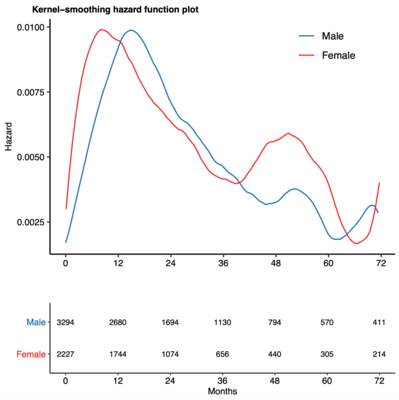 Kernel-smoothing hazard function plot
0.0100
0.0075
0.0050
0.0025
Hazard
Male
Female
0 12 24 36 48 60 72
Months
Male 3294 2680 1694 1130 794 570 411
Female 2227 1744 1074 656 440 305 214
0 12 24 36 48 60 72
Months